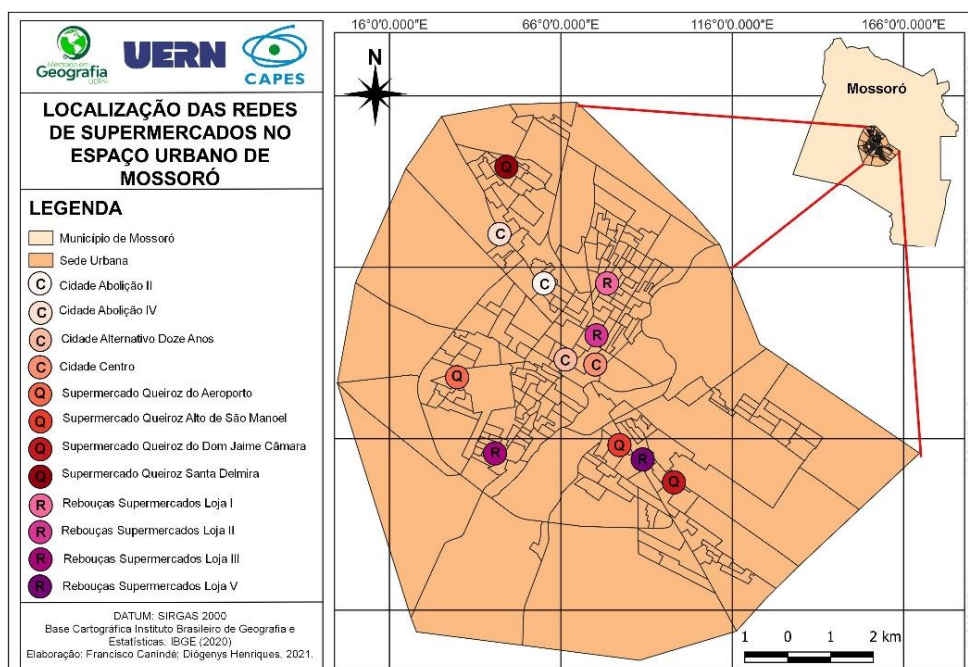 Mestrado em
Geografia
UERN
UERN
CAPES
LOCALIZAÇÃO DAS REDES
DE SUPERMERCADOS NO
ESPAÇO URBANO DE
MOSSORÓ
LEGENDA
Município de Mossoró
Sede Urbana
C Cidade Abolição II
C Cidade Abolição IV
C Cidade Alternativo Doze Anos
C Cidade Centro
Q Supermercado Queiroz do Aeroporto
Q Supermercado Queiroz Alto de São Manoel
Q Supermercado Queiroz do Dom Jaime Câmara
Q Supermercado Queiroz Santa Delmira
R Rebouças Supermercados Loja I
R Rebouças Supermercados Loja II
R Rebouças Supermercados Loja III
R Rebouças Supermercados Loja V
DATUM: SIRGAS 2000
Base Cartográfica Instituto Brasileiro de Geografia e
Estatísticas: IBGE (2020)
Elaboração: Francisco Canindé; Diógenys Henriques, 2021.
16°0'0.000"E 66°0'0.000"E 116°0'0.000"E 166°0'0.000"E
N
Mossoró
Q
C
C R
R
C C
Q
Q
R R
Q
1 0 1 2 km